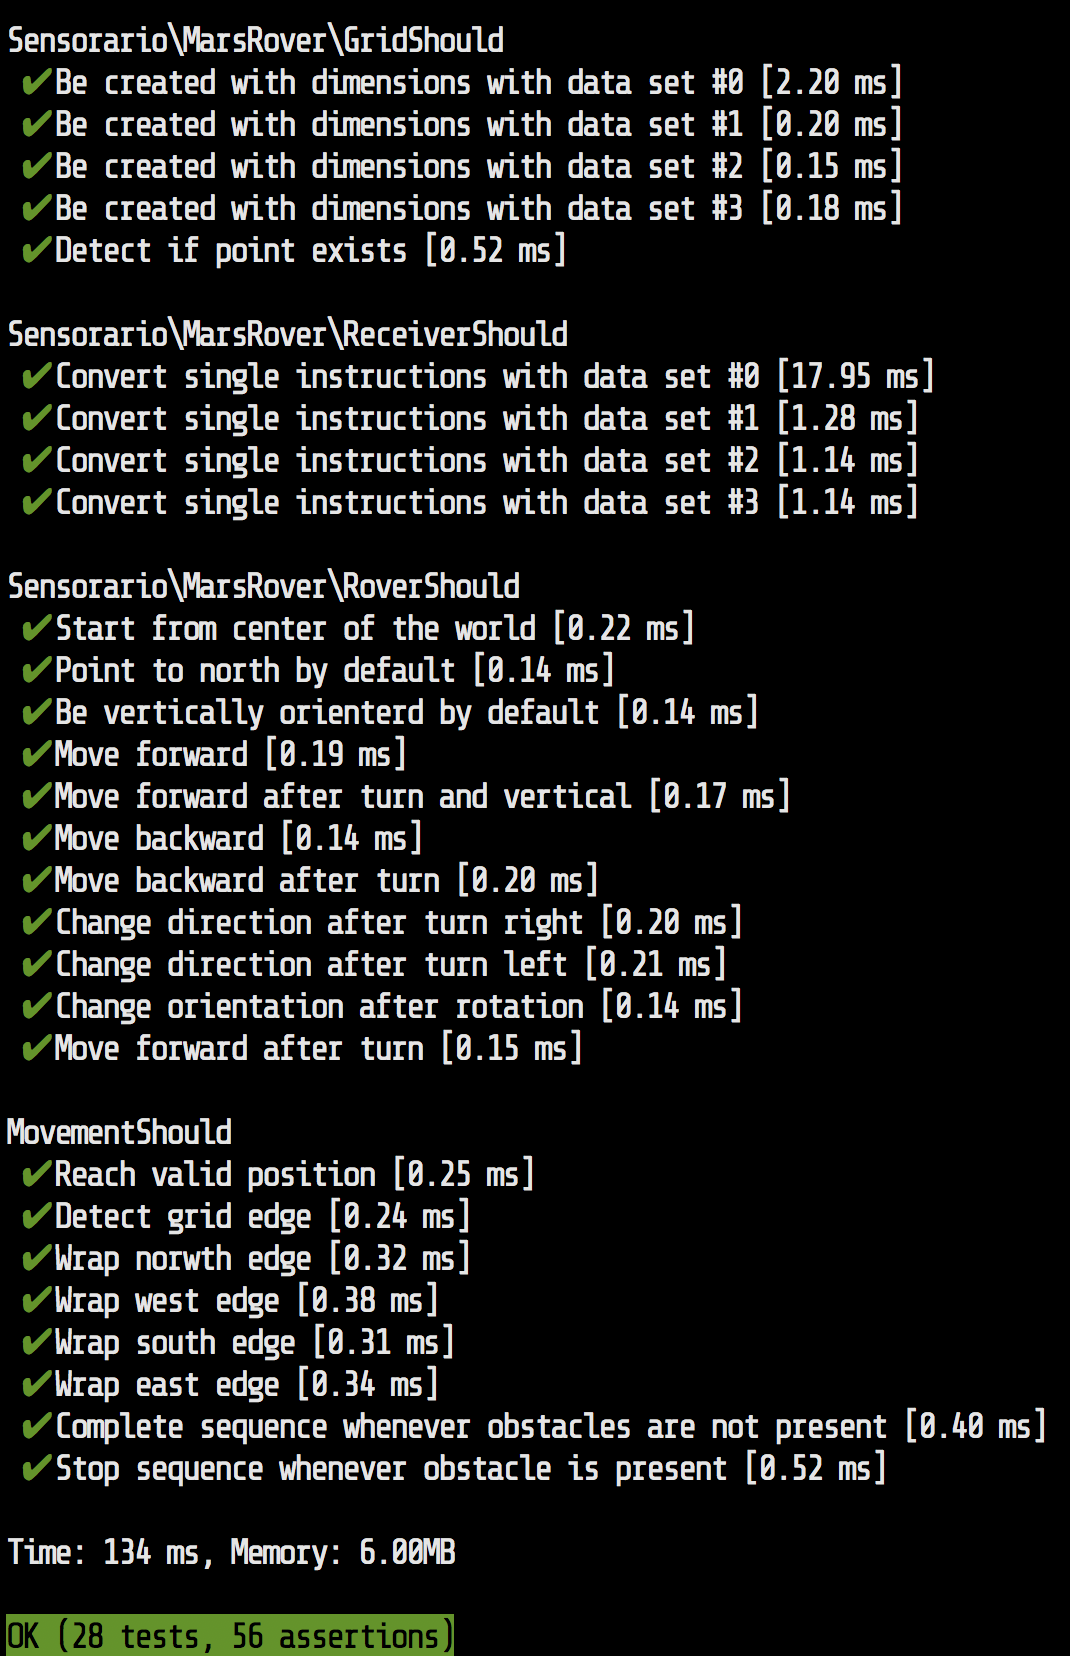 Sensorario\MarsRover\GridShould
✔Be created with dimensions with data set #0 [2.20 ms]
✔Be created with dimensions with data set #1 [0.20 ms]
✔Be created with dimensions with data set #2 [0.15 ms]
✔Be created with dimensions with data set #3 [0.18 ms]
✔Detect if point exists [0.52 ms]
Sensorario\MarsRover\ReceiverShould
✔Convert single instructions with data set #0 [17.95 ms]
✔Convert single instructions with data set #1 [1.28 ms]
✔Convert single instructions with data set #2 [1.14 ms]
✔Convert single instructions with data set #3 [1.14 ms]
Sensorario\MarsRover\RoverShould
✔Start from center of the world [0.22 ms]
✔Point to north by default [0.14 ms]
✔Be vertically orienterd by default [0.14 ms]
✔Move forward [0.19 ms]
✔Move forward after turn and vertical [0.17 ms]
✔Move backward [0.14 ms]
✔Move backward after turn [0.20 ms]
✔Change direction after turn right [0.20 ms]
✔Change direction after turn left [0.21 ms]
✔Change orientation after rotation [0.14 ms]
✔Move forward after turn [0.15 ms]
MovementShould
✔Reach valid position [0.25 ms]
✔Detect grid edge [0.24 ms]
✔Wrap norwth edge [0.32 ms]
✔Wrap west edge [0.38 ms]
✔Wrap south edge [0.31 ms]
✔Wrap east edge [0.34 ms]
✔Complete sequence whenever obstacles are not present [0.40 ms]
✔Stop sequence whenever obstacle is present [0.52 ms]
Time: 134 ms, Memory: 6.00MB
OK (28 tests, 56 assertions)